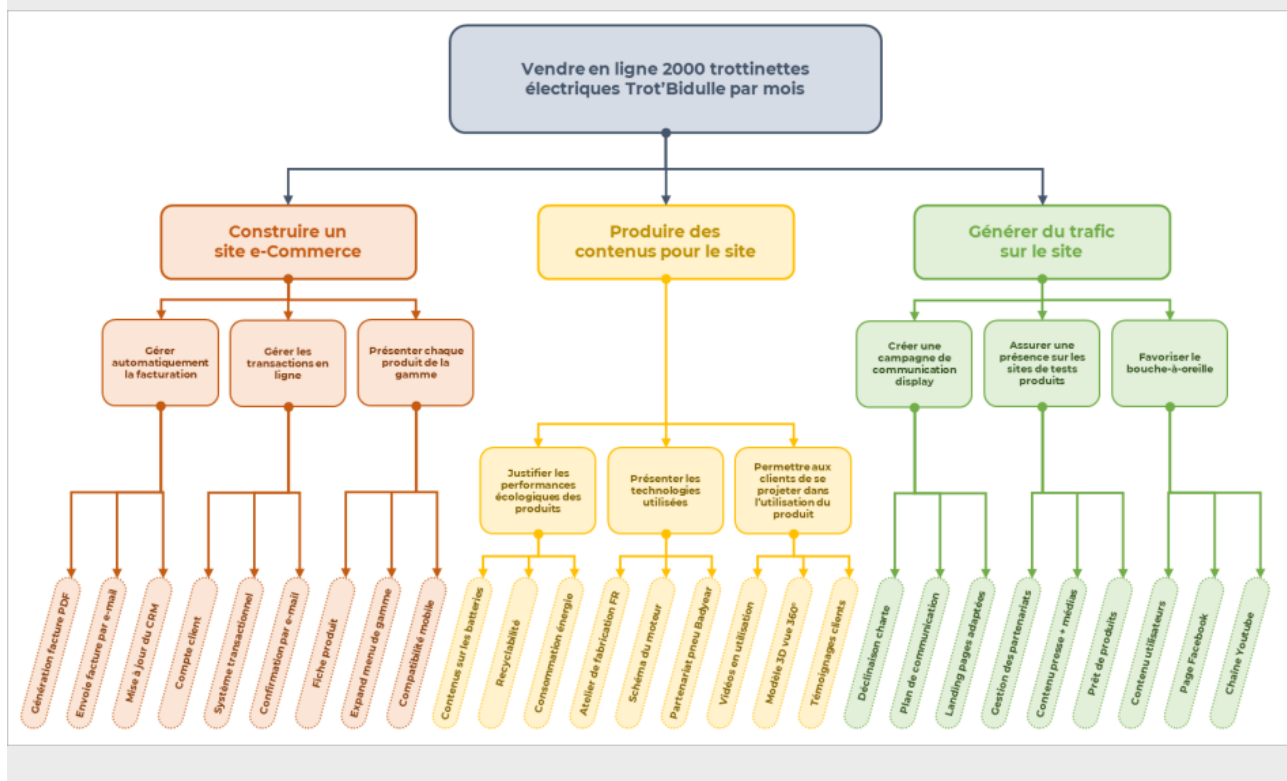 Vendre en ligne 2000 trottinettes
électriques Trot'Bidulle par mois
Construire un
site e-Commerce
Produire des
contenus pour le site
Générer du trafic
sur le site
Gérer
automatiquement
la facturation
Gérer les
transactions en
ligne
Présenter chaque
produit de la
gamme
Créer une
campagne de
communication
display
Assurer une
présence sur les
sites de tests
produits
Favoriser le
bouche-à-oreille
Justifier les
performances
écologiques des
produits
Présenter les
technologies
utilisées
Permettre aux
clients de se
projeter dans
l'utilisation du
produit
Génération facture PDF
Envoie facture par e-mail
Mise à jour du CRM
Compte client
Système transactionnel
Confirmation par e-mail
Fiche produit
Expand menu de gamme
Compatibilité mobile
Contenus sur les batteries
Recyclabilité
Consommation énergie
Atelier de fabrication FR
Schéma du moteur
Partenariat pneu Badyear
Vidéos en utilisation
Modèle 3D vue 360°
Témoignages clients
Déclinaison charte
Plan de communication
Landing pages adaptées
Gestion des partenariats
Contenu presse + médias
Prêt de produits
Contenu utilisateurs
Page Facebook
Chaîne Youtube